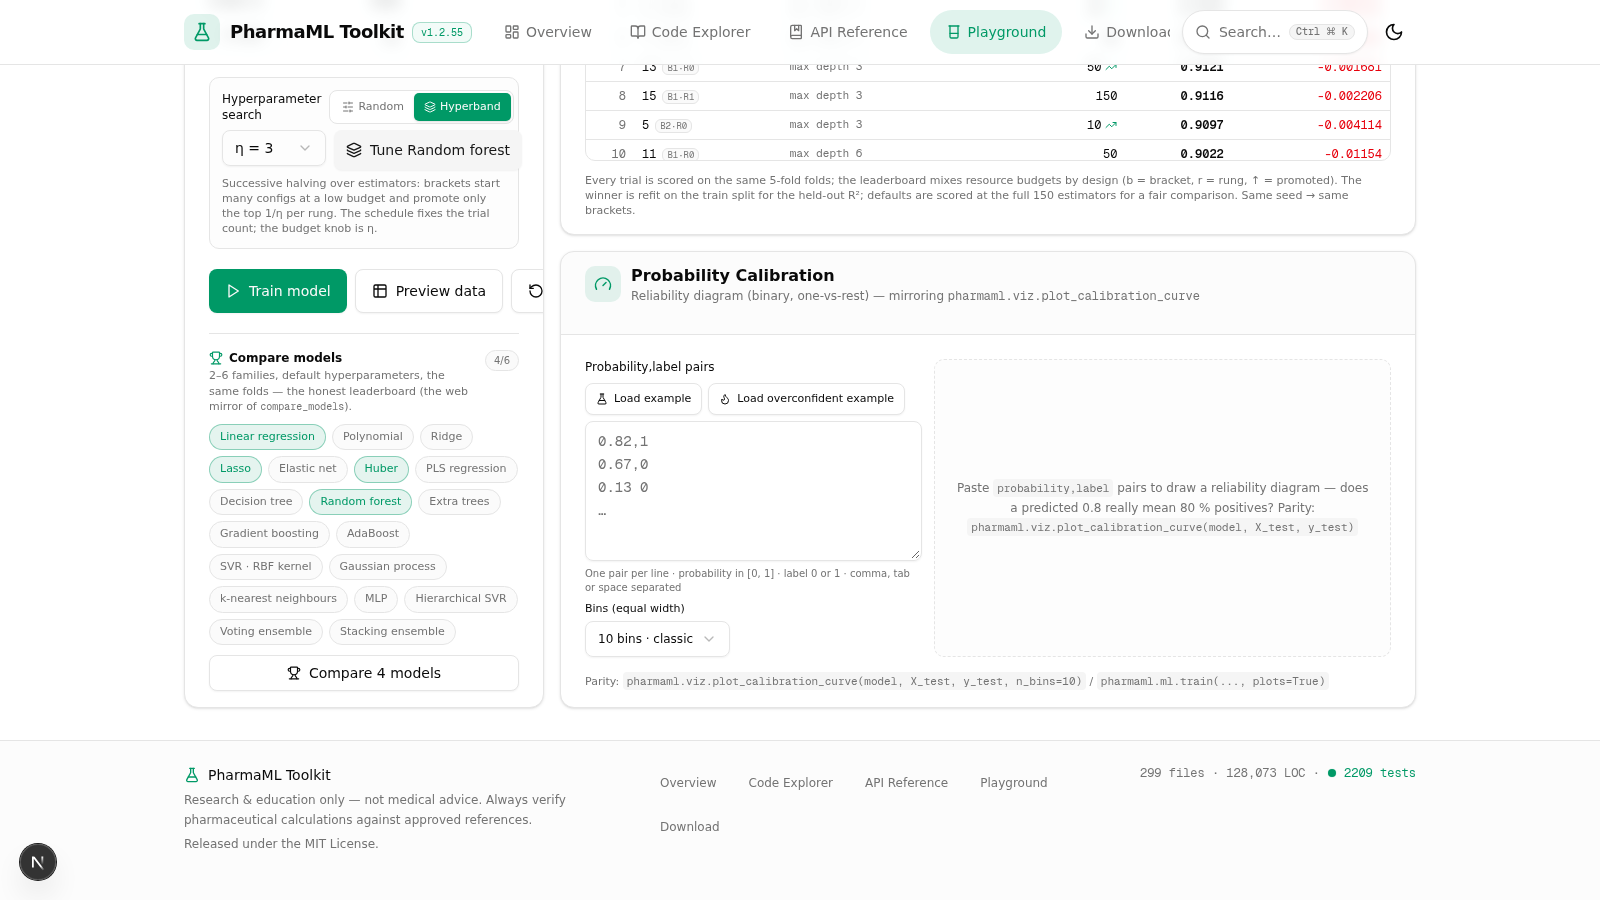 PharmaML Toolkit v1.2.55 Overview Code Explorer API Reference Playground Download Search... Ctrl ⌘ K
Hyperparameter search Random Hyperband
η = 3 Tune Random forest
Successive halving over estimators: brackets start
many configs at a low budget and promote only
the top 1/η per rung. The schedule fixes the trial
count; the budget knob is η.
Train model Preview data
Compare models 4/6
2–6 families, default hyperparameters, the
same folds — the honest leaderboard (the web
mirror of compare_models).
Linear regression Polynomial Ridge
Lasso Elastic net Huber PLS regression
Decision tree Random forest Extra trees
Gradient boosting AdaBoost
SVR · RBF kernel Gaussian process
k-nearest neighbours MLP Hierarchical SVR
Voting ensemble Stacking ensemble
Compare 4 models
7 13 B1·R0 max depth 3 50 0.9121 -0.001681
8 15 B1·R1 max depth 3 150 0.9116 -0.002206
9 5 B2·R0 max depth 3 10 0.9097 -0.004114
10 11 B1·R0 max depth 6 50 0.9022 -0.01154
Every trial is scored on the same 5-fold folds; the leaderboard mixes resource budgets by design (b = bracket, r = rung, ↑ = promoted). The
winner is refit on the train split for the held-out R²; defaults are scored at the full 150 estimators for a fair comparison. Same seed → same
brackets.
Probability Calibration
Reliability diagram (binary, one-vs-rest) — mirroring pharmaml.viz.plot_calibration_curve
Probability,label pairs
Load example Load overconfident example
0.82,1
0.67,0
0.13 0
…
One pair per line · probability in [0, 1] · label 0 or 1 · comma, tab
or space separated
Bins (equal width)
10 bins · classic
Paste probability,label pairs to draw a reliability diagram — does
a predicted 0.8 really mean 80 % positives? Parity:
pharmaml.viz.plot_calibration_curve(model, X_test, y_test)
Parity: pharmaml.viz.plot_calibration_curve(model, X_test, y_test, n_bins=10) / pharmaml.ml.train(..., plots=True)
PharmaML Toolkit
Research & education only — not medical advice. Always verify
pharmaceutical calculations against approved references.
Released under the MIT License.
Overview Code Explorer API Reference Playground
Download
299 files · 128,073 LOC · 2209 tests
N